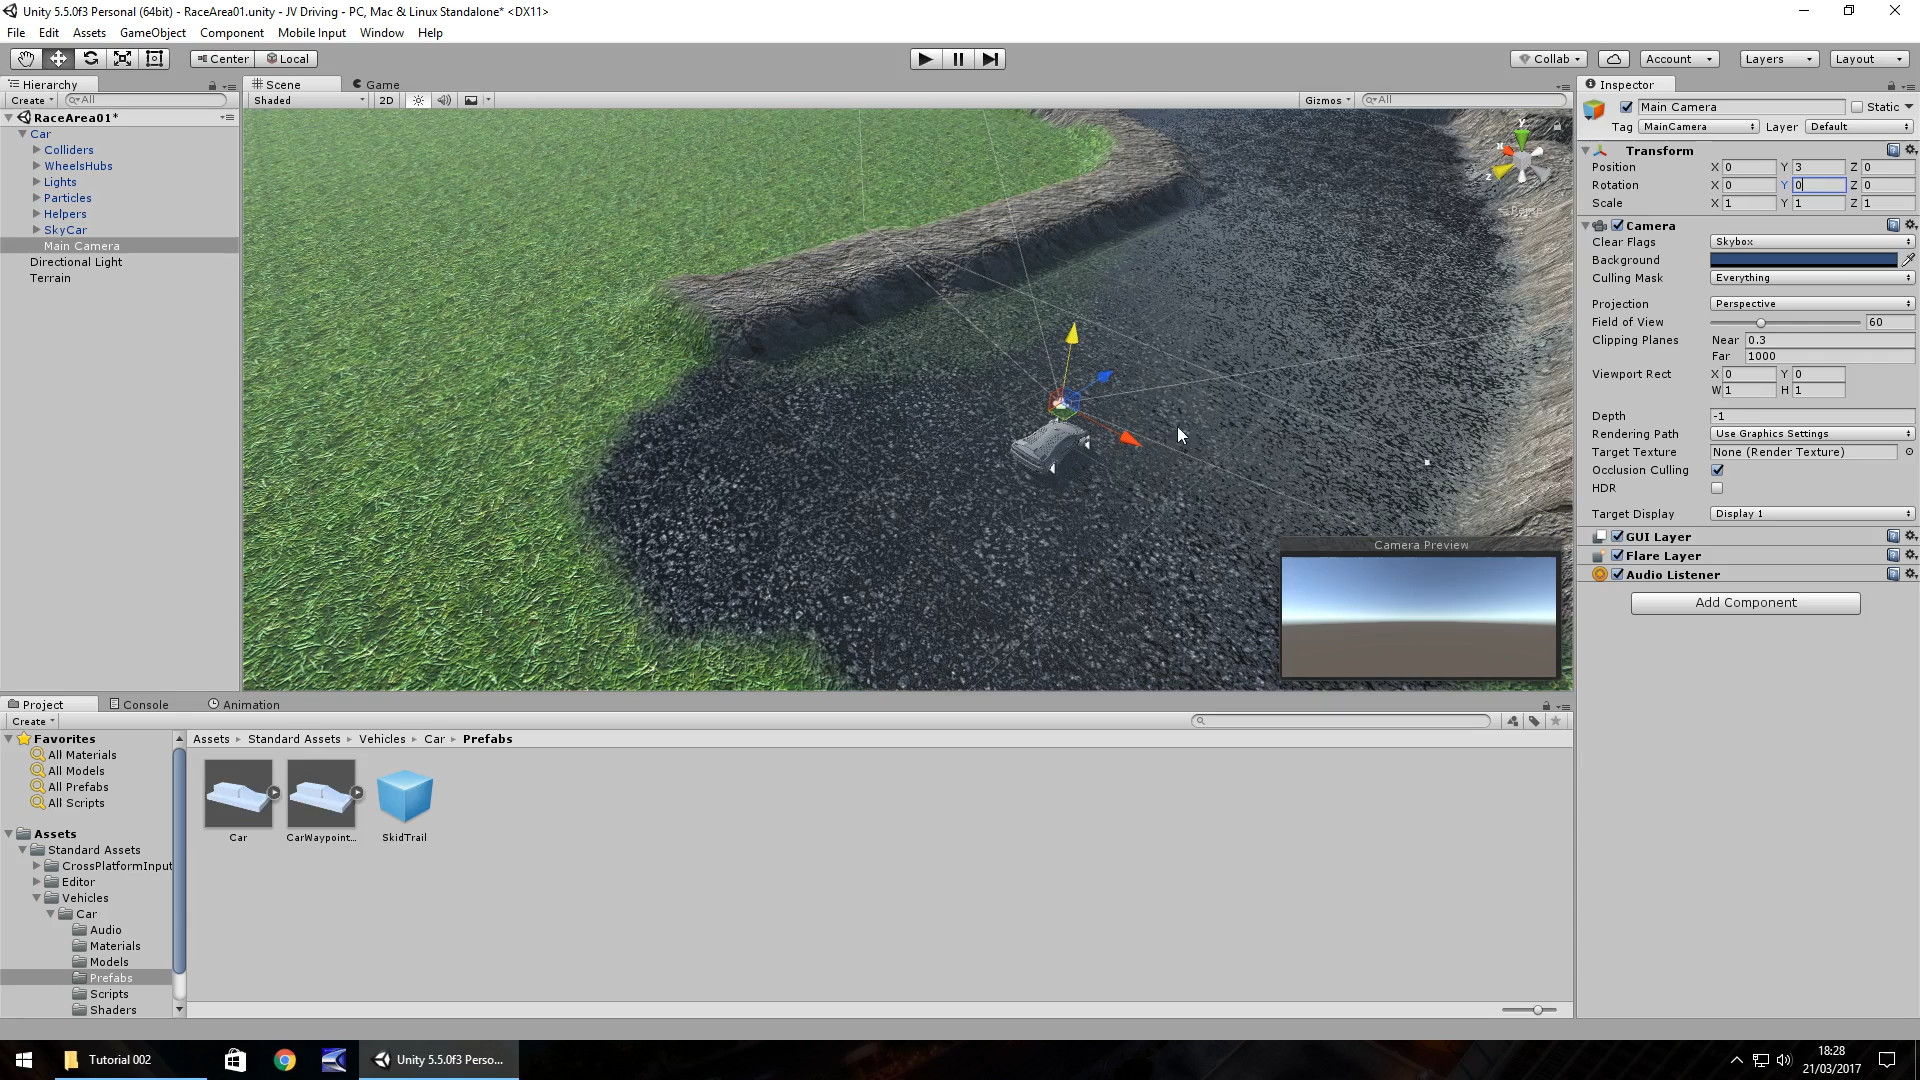 Unity 5.5.0f3 Personal (64bit) - RaceArea01.unity - JV Driving - PC, Mac & Linux Standalone* <DX11>
File Edit Assets GameObject Component Mobile Input Window Help
Center Local Collab Account Layers Layout
Hierarchy Scene Game Inspector
Create All Shaded 2D Gizmos All
Main Camera Static
Tag MainCamera Layer Default
RaceArea01*
Car
Colliders
WheelsHubs
Lights
Particles
Helpers
SkyCar
Main Camera
Directional Light
Terrain
y
x
z
Persp
Transform
Position X 0 Y 3 Z 0
Rotation X 0 Y 0 Z 0
Scale X 1 Y 1 Z 1
Camera
Clear Flags Skybox
Background
Culling Mask Everything
Projection Perspective
Field of View 60
Clipping Planes Near 0.3
Far 1000
Viewport Rect X 0 Y 0
W 1 H 1
Depth -1
Rendering Path Use Graphics Settings
Target Texture None (Render Texture)
Occlusion Culling
HDR
Target Display Display 1
GUI Layer
Flare Layer
Audio Listener
Add Component
Camera Preview
Project Console Animation
Create
Favorites
All Materials
All Models
All Prefabs
All Scripts
Assets
Standard Assets
CrossPlatformInput
Editor
Vehicles
Car
Audio
Materials
Models
Prefabs
Scripts
Shaders
Assets Standard Assets Vehicles Car Prefabs
Car CarWaypoint... SkidTrail
Tutorial 002 Unity 5.5.0f3 Perso...
18:28
21/03/2017